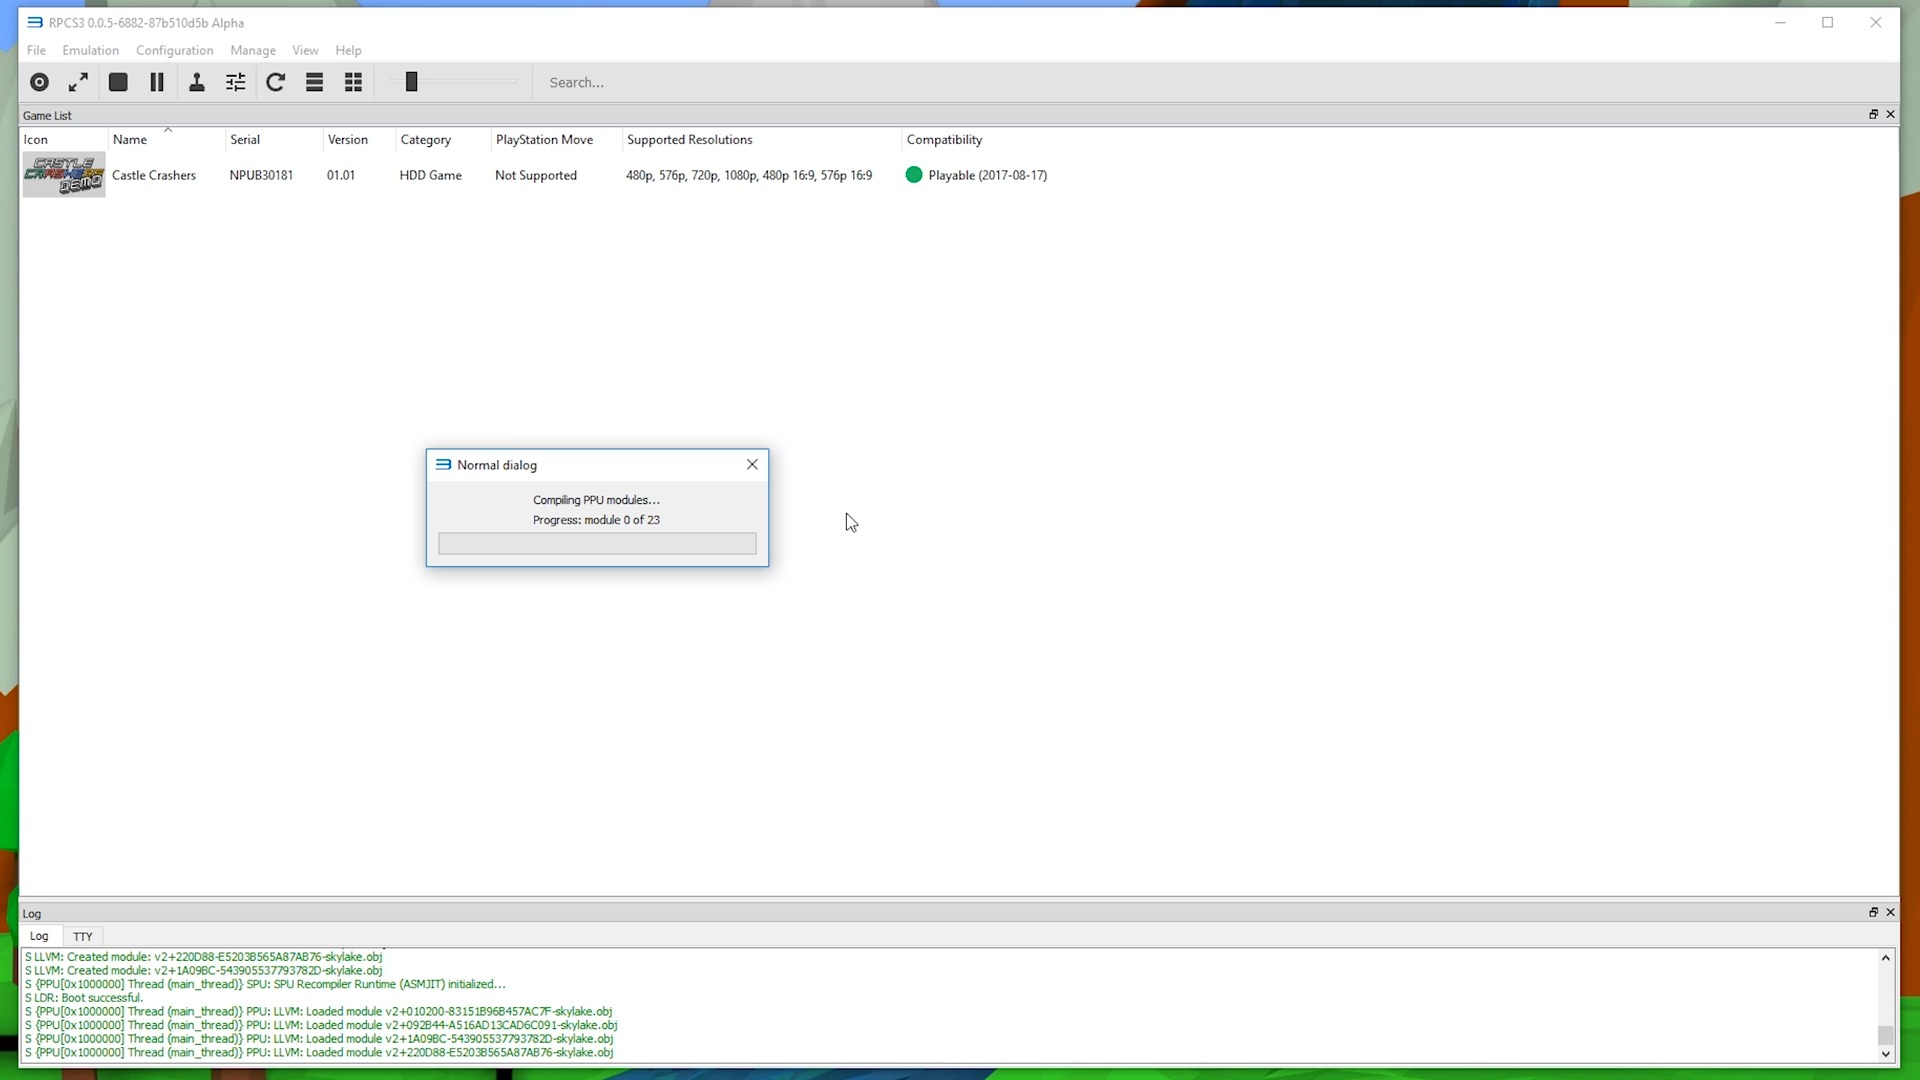 RPCS3 0.0.5-6882-87b510d5b Alpha
File Emulation Configuration Manage View Help
Search...
Game List
Icon Name Serial Version Category PlayStation Move Supported Resolutions Compatibility
CASTLE CRASHERS DEMO
Castle Crashers NPUB30181 01.01 HDD Game Not Supported 480p, 576p, 720p, 1080p, 480p 16:9, 576p 16:9 Playable (2017-08-17)
Normal dialog
Compiling PPU modules...
Progress: module 0 of 23
Log
Log TTY
S LLVM: Created module: v2+220D88-E5203B565A87AB76-skylake.obj
S LLVM: Created module: v2+1A09BC-543905537793782D-skylake.obj
S {PPU[0x1000000] Thread (main_thread)} SPU: SPU Recompiler Runtime (ASMJIT) initialized...
S LDR: Boot successful.
S {PPU[0x1000000] Thread (main_thread)} PPU: LLVM: Loaded module v2+010200-83151B96B457AC7F-skylake.obj
S {PPU[0x1000000] Thread (main_thread)} PPU: LLVM: Loaded module v2+092B44-A516AD13CAD6C091-skylake.obj
S {PPU[0x1000000] Thread (main_thread)} PPU: LLVM: Loaded module v2+1A09BC-543905537793782D-skylake.obj
S {PPU[0x1000000] Thread (main_thread)} PPU: LLVM: Loaded module v2+220D88-E5203B565A87AB76-skylake.obj